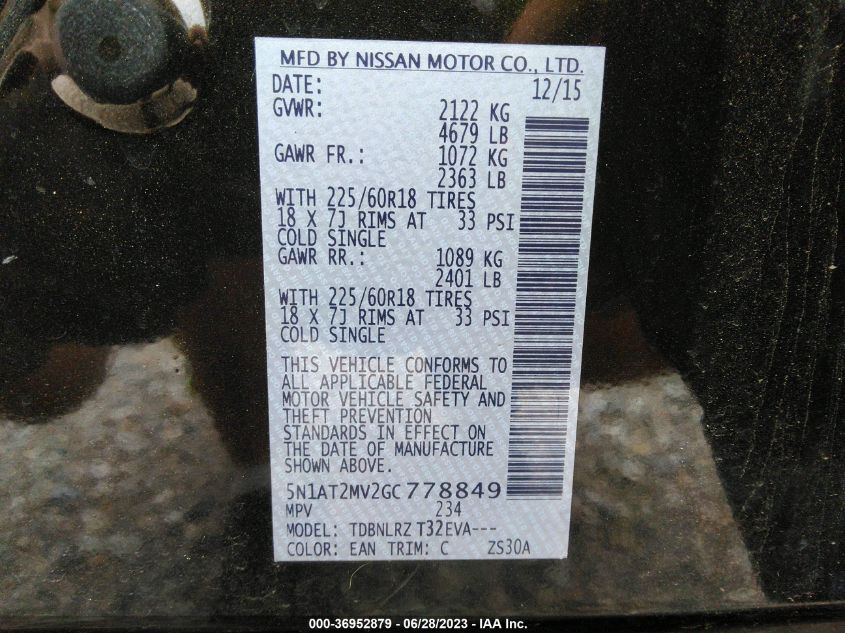 MFD BY NISSAN MOTOR CO., LTD.
DATE: 12/15
GVWR: 2122 KG
4679 LB
GAWR FR.: 1072 KG
2363 LB
WITH 225/60R18 TIRES
18 X 7J RIMS AT 33 PSI
COLD SINGLE
GAWR RR.: 1089 KG
2401 LB
WITH 225/60R18 TIRES
18 X 7J RIMS AT 33 PSI
COLD SINGLE
THIS VEHICLE CONFORMS TO
ALL APPLICABLE FEDERAL
MOTOR VEHICLE SAFETY AND
THEFT PREVENTION
STANDARDS IN EFFECT ON
THE DATE OF MANUFACTURE
SHOWN ABOVE.
5N1AT2MV2GC778849
MPV 234
MODEL: TDBNLRZ T32EVA---
COLOR: EAN TRIM: C ZS30A
000-36952879 - 06/28/2023 - IAA Inc.